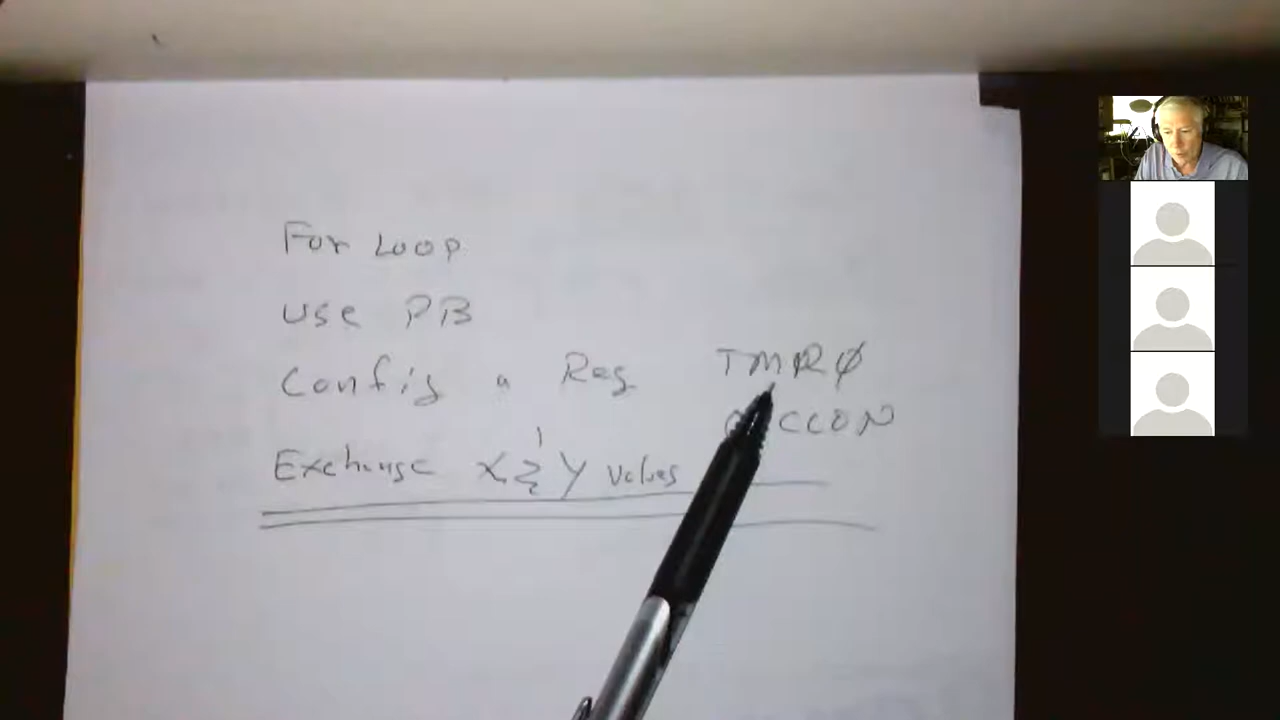 For Loop
Use PB
Config a Reg TMRØ
CCON
Exchange X & Y values